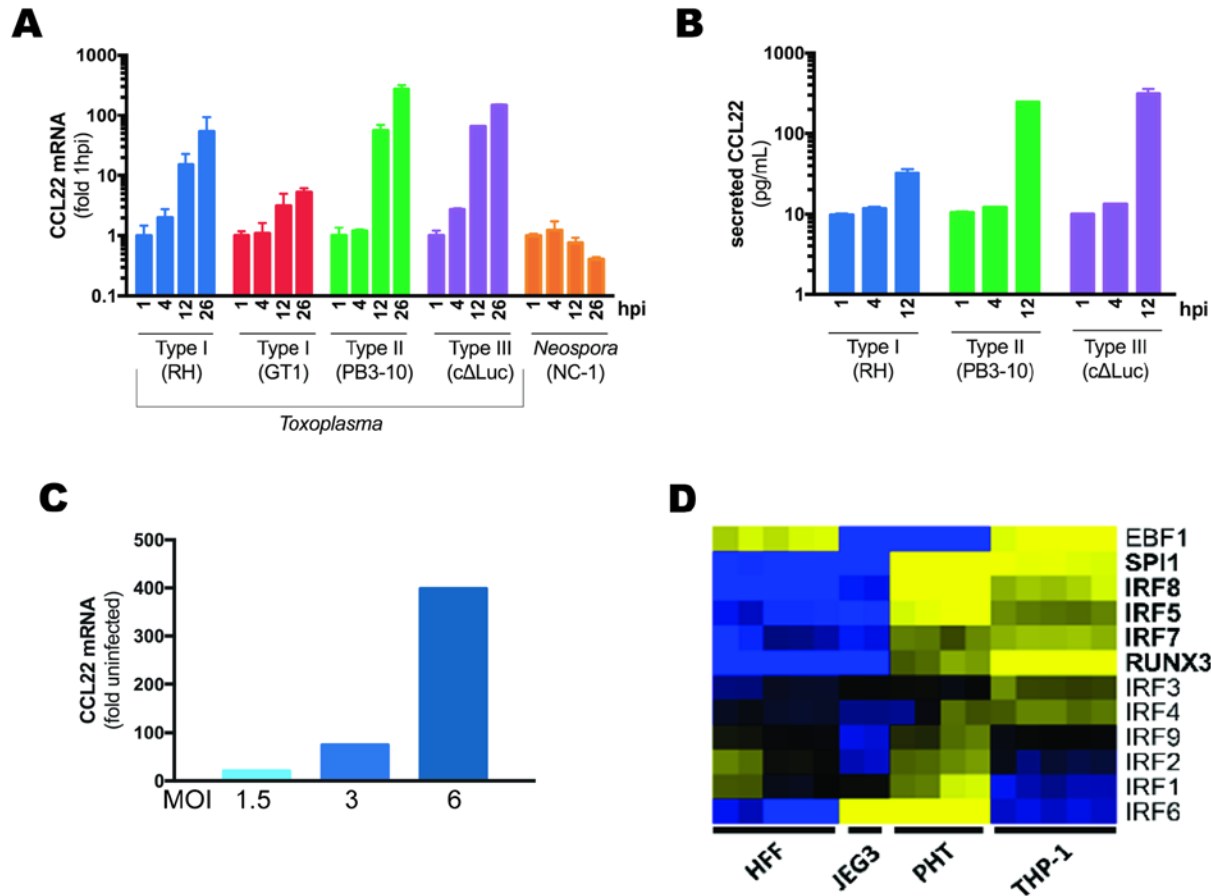 A
CCL22 mRNA
(fold 1hpi)
1000
100
10
1
0.1
1 4 12 26 1 4 12 26 1 4 12 26 1 4 12 26 1 4 12 26 hpi
Type I Type I Type II Type III Neospora
(RH) (GT1) (PB3-10) (cΔLuc) (NC-1)
Toxoplasma
B
secreted CCL22
(pg/mL)
1000
100
10
1
1 4 12 1 4 12 1 4 12 hpi
Type I Type II Type III
(RH) (PB3-10) (cΔLuc)
C
CCL22 mRNA
(fold uninfected)
500
400
300
200
100
0
MOI 1.5 3 6
D
EBF1
SPI1
IRF8
IRF5
IRF7
RUNX3
IRF3
IRF4
IRF9
IRF2
IRF1
IRF6
HFF JEG3 PHT THP-1